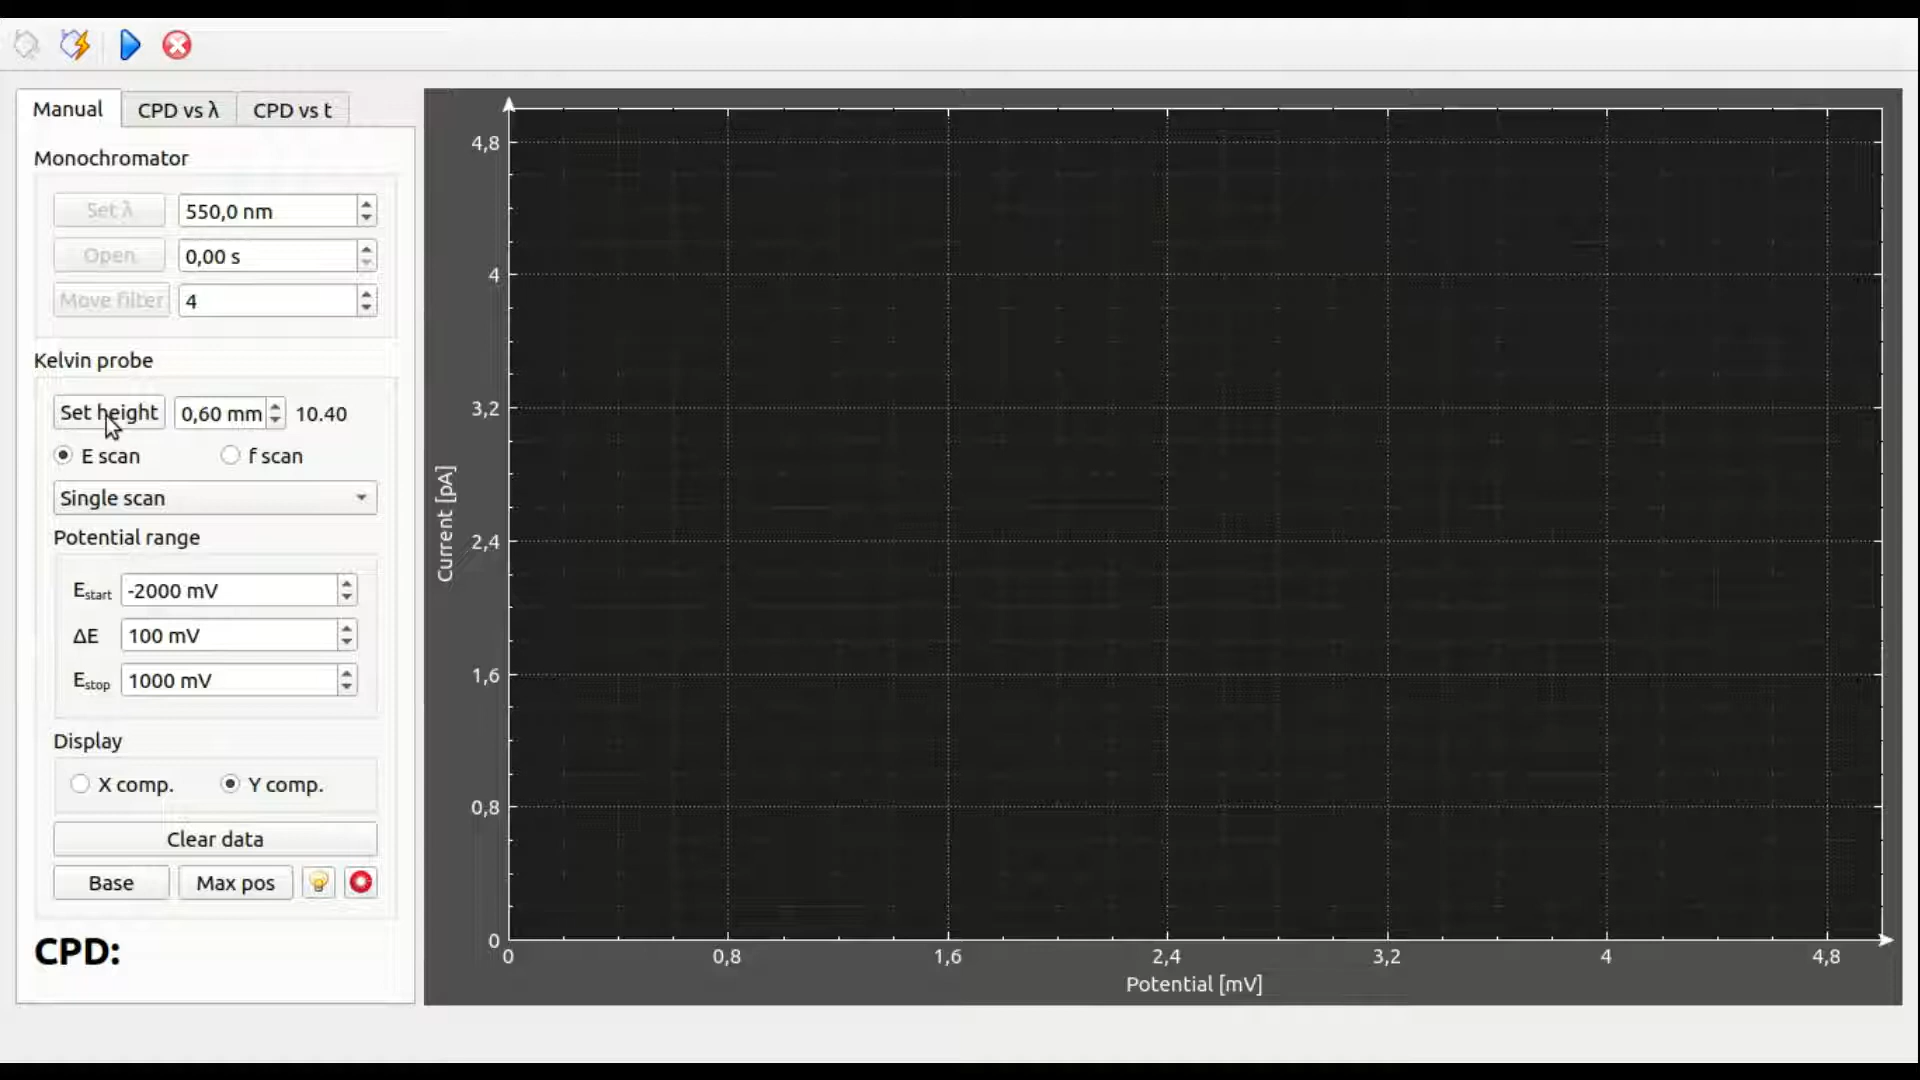 Manual
CPD vs λ
CPD vs t
Monochromator
Set λ
550,0 nm
Open
0,00 s
Move filter
4
Kelvin probe
Set height
0,60 mm
10.40
E scan
f scan
Single scan
Potential range
Estart
-2000 mV
ΔE
100 mV
Estop
1000 mV
Display
X comp.
Y comp.
Clear data
Base
Max pos
CPD:
4,8
4
3,2
2,4
1,6
0,8
0
Current [pA]
0
0,8
1,6
2,4
3,2
4
4,8
Potential [mV]